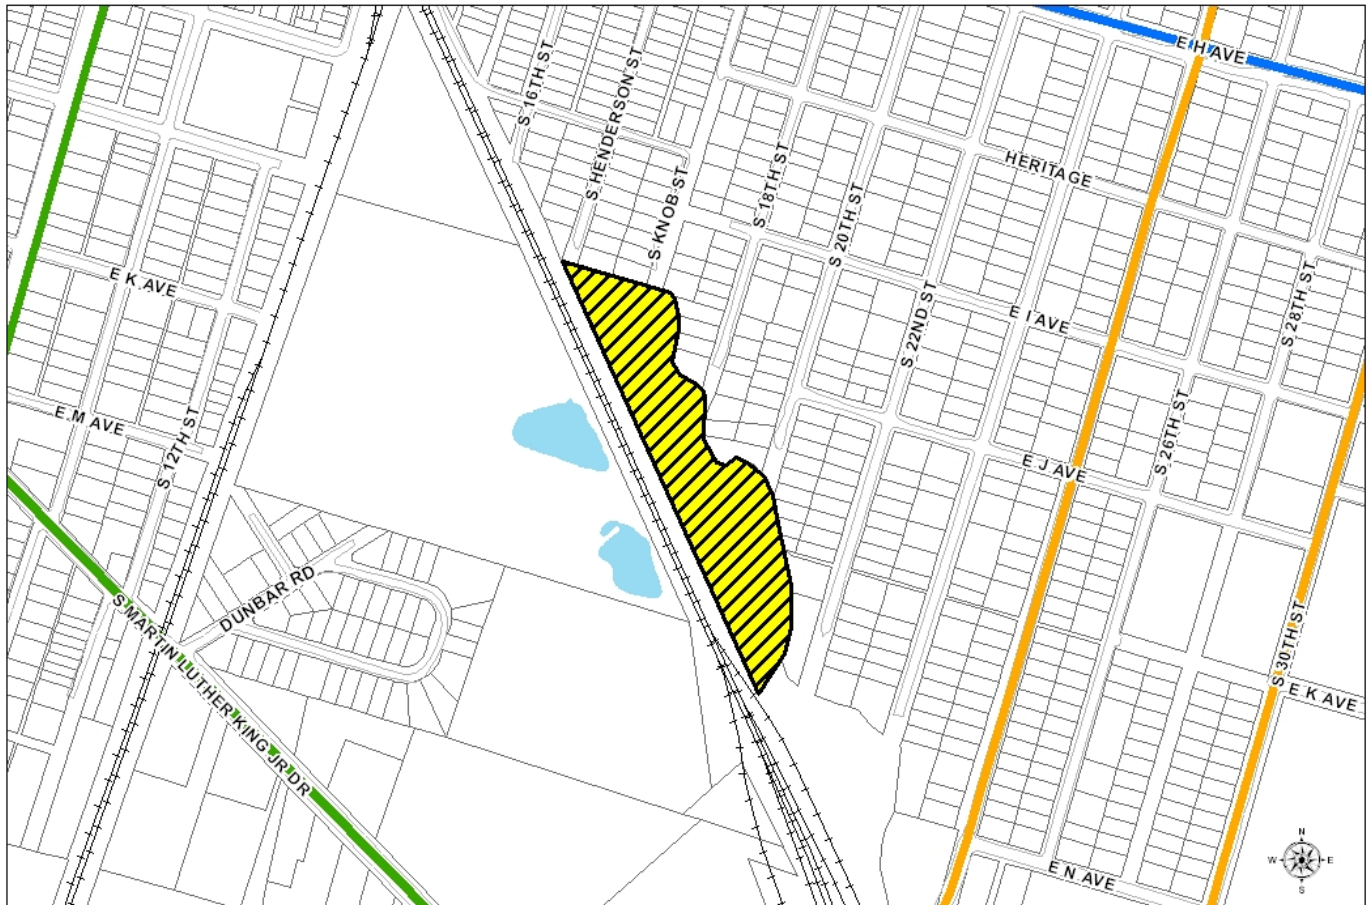 E H AVE
S 16TH ST
S HENDERSON ST
HERITAGE
S 18TH ST
S KNOB ST
S 20TH ST
E K AVE
E I AVE
S 22ND ST
S 28TH ST
E M AVE
S 12TH ST
E J AVE
S 26TH ST
DUNBAR RD
S MARTIN LUTHER KING JR DR
S 30TH ST
E K AVE
E N AVE
N
W
E
S